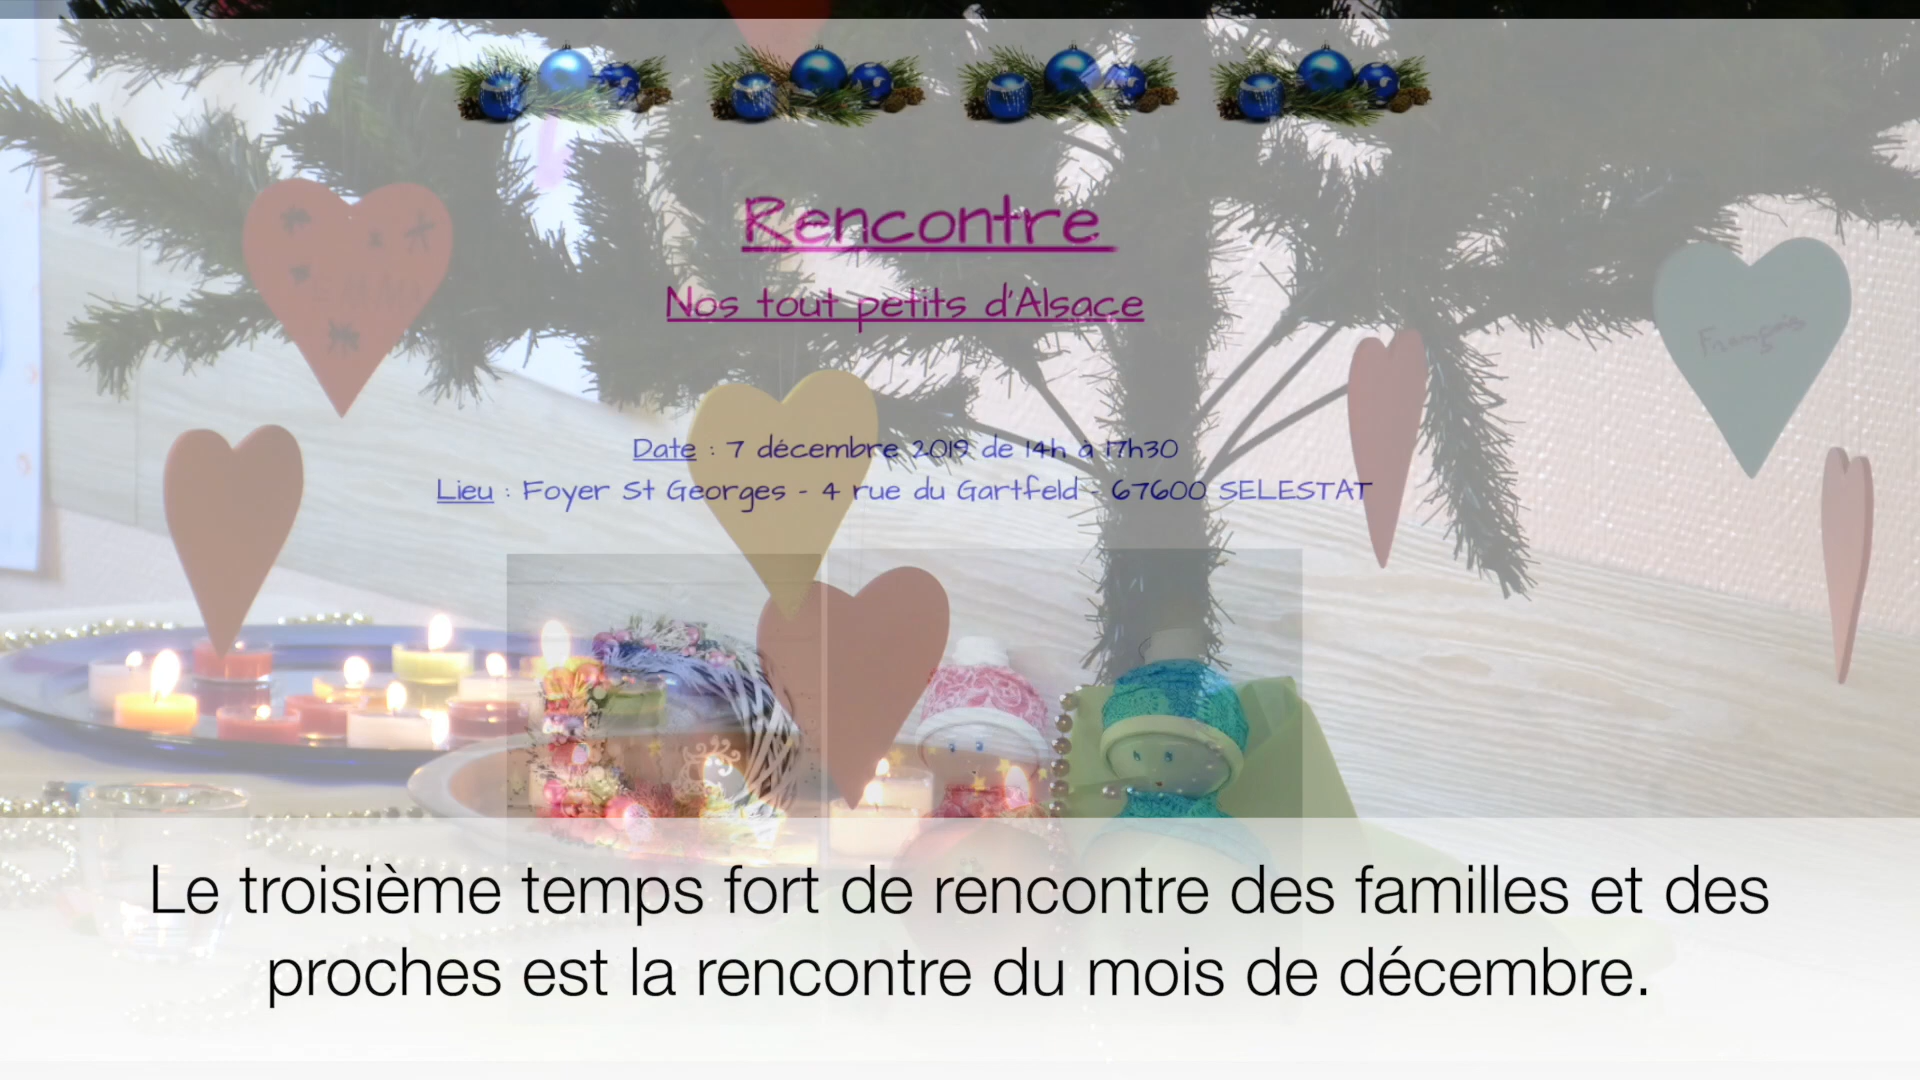 Rencontre
Nos tout petits d'Alsace
Date : 7 décembre 2019 de 14h à 17h30
Lieu : Foyer St Georges - 4 rue du Gartfeld - 67600 SELESTAT
François
Le troisième temps fort de rencontre des familles et des
proches est la rencontre du mois de décembre.